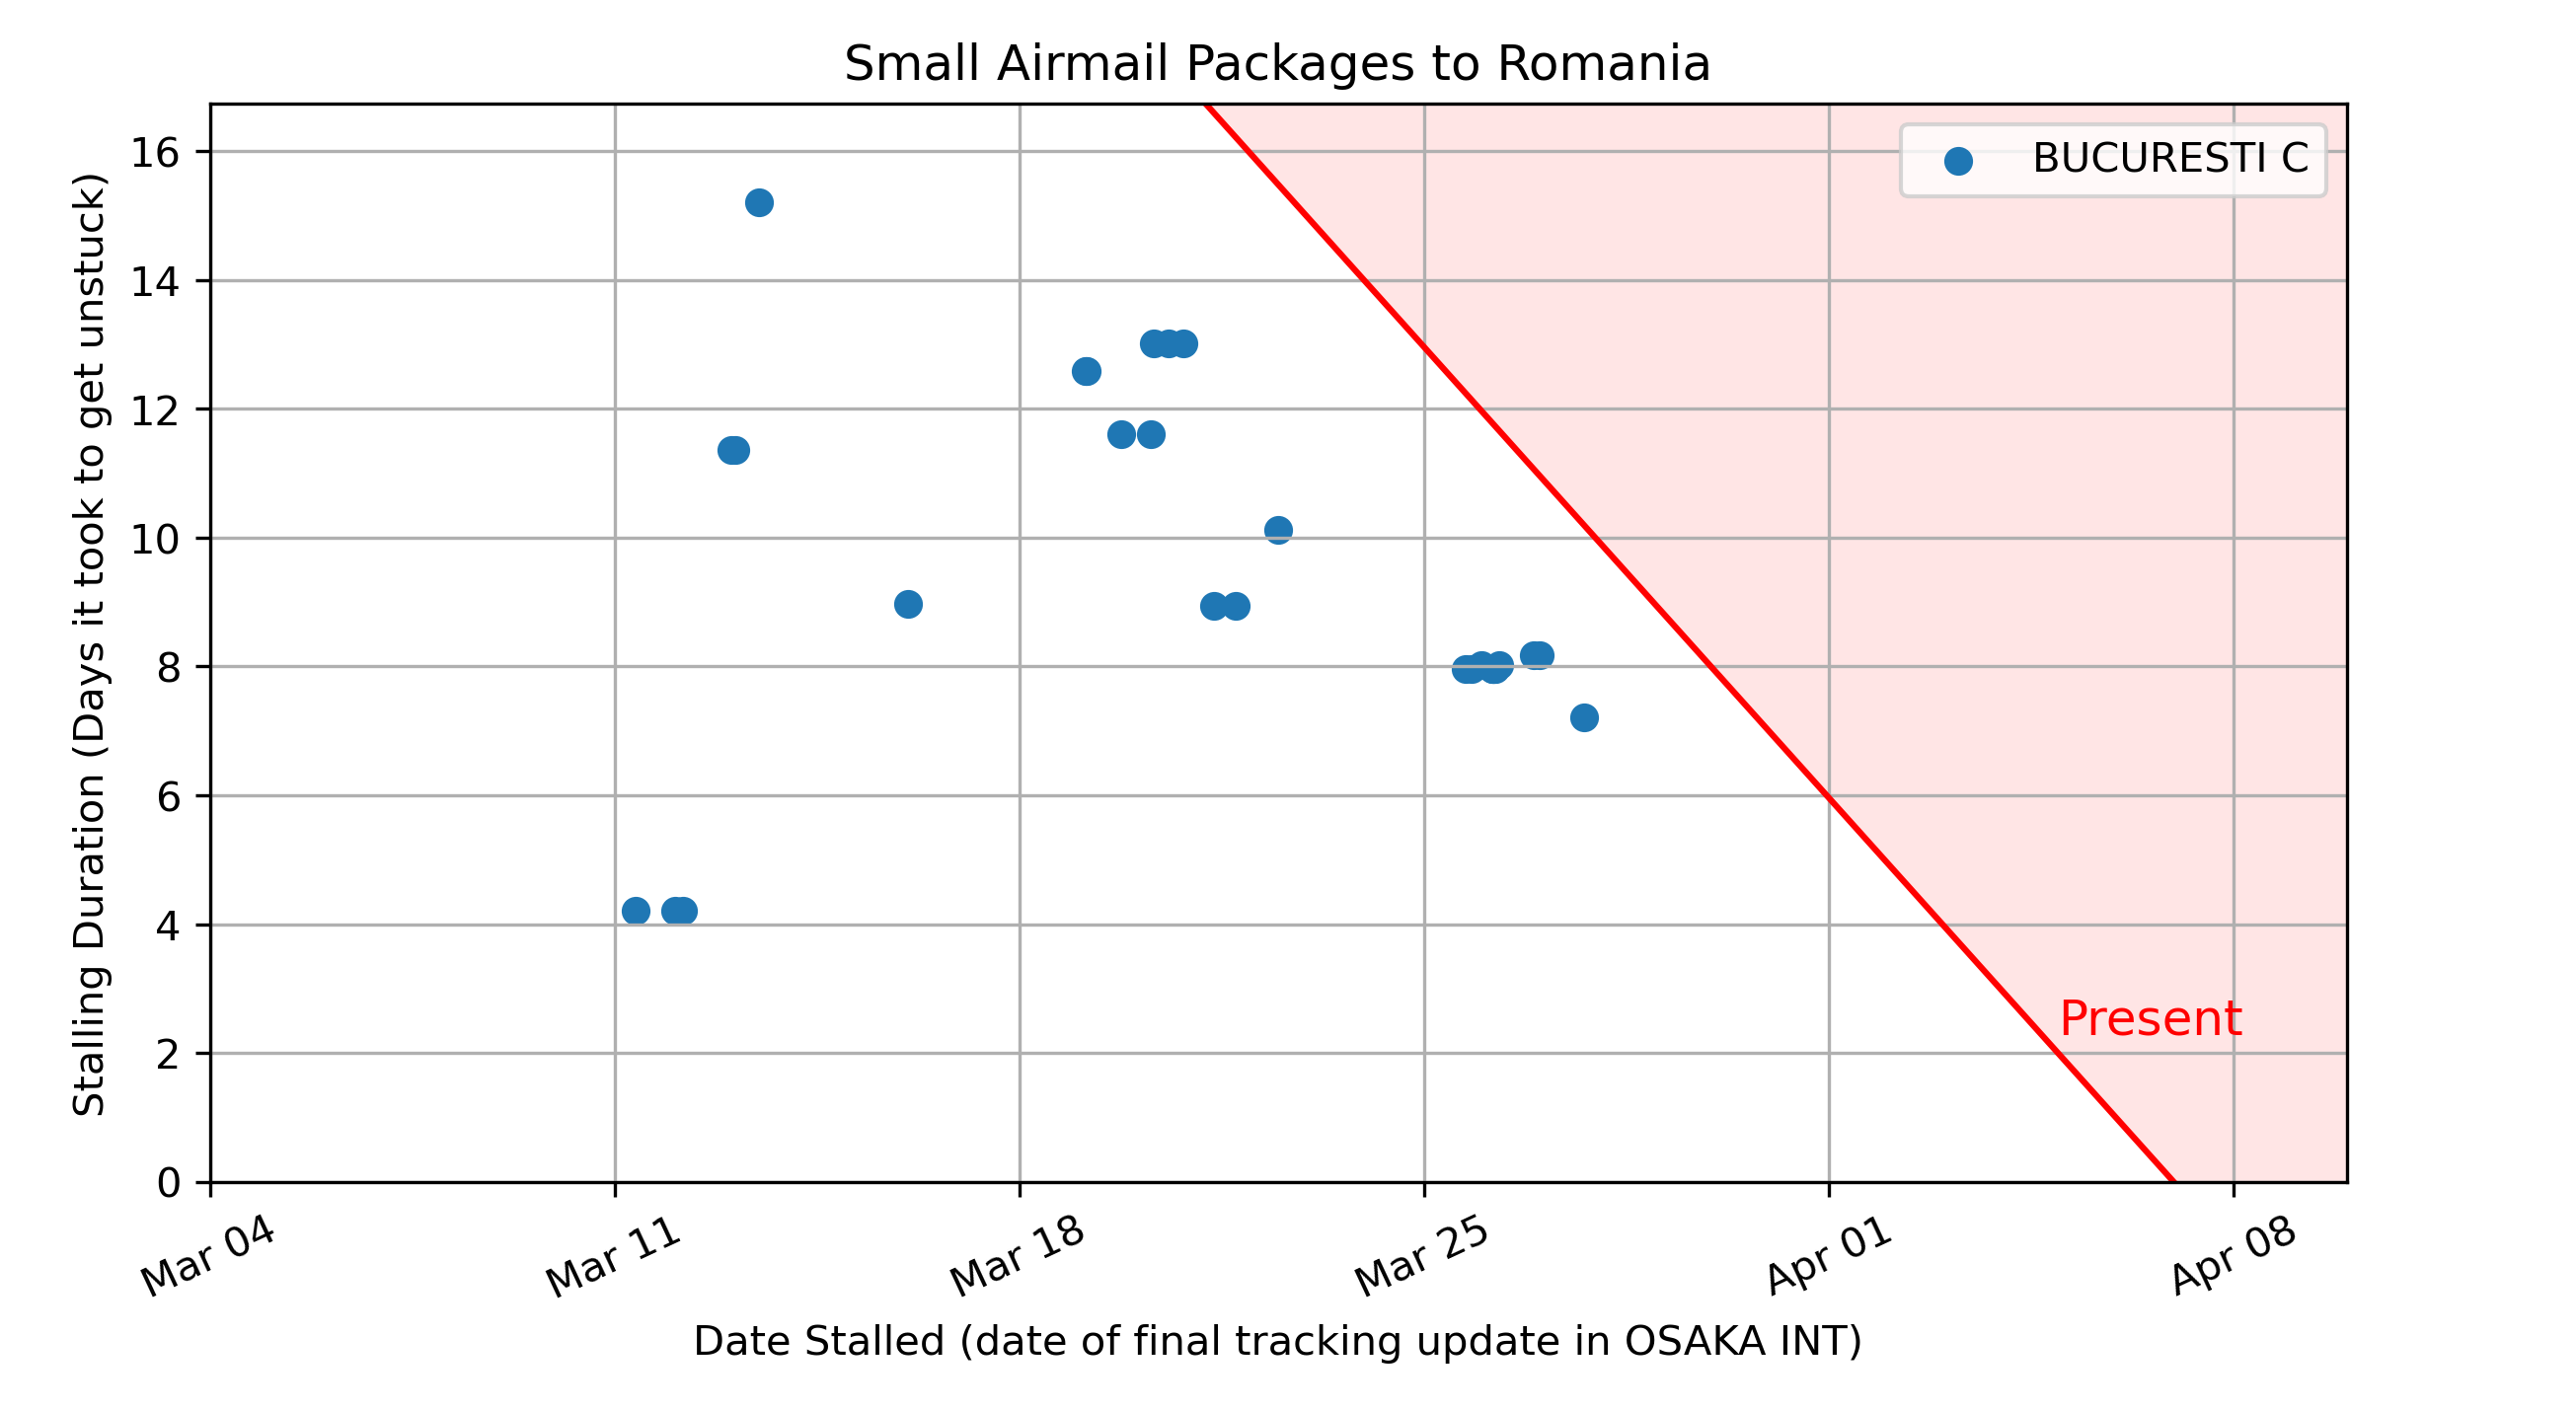 Small Airmail Packages to Romania
BUCURESTI C
Stalling Duration (Days it took to get unstuck)
16
14
12
10
8
6
4
2
0
Present
Mar 04
Mar 11
Mar 18
Mar 25
Apr 01
Apr 08
Date Stalled (date of final tracking update in OSAKA INT)